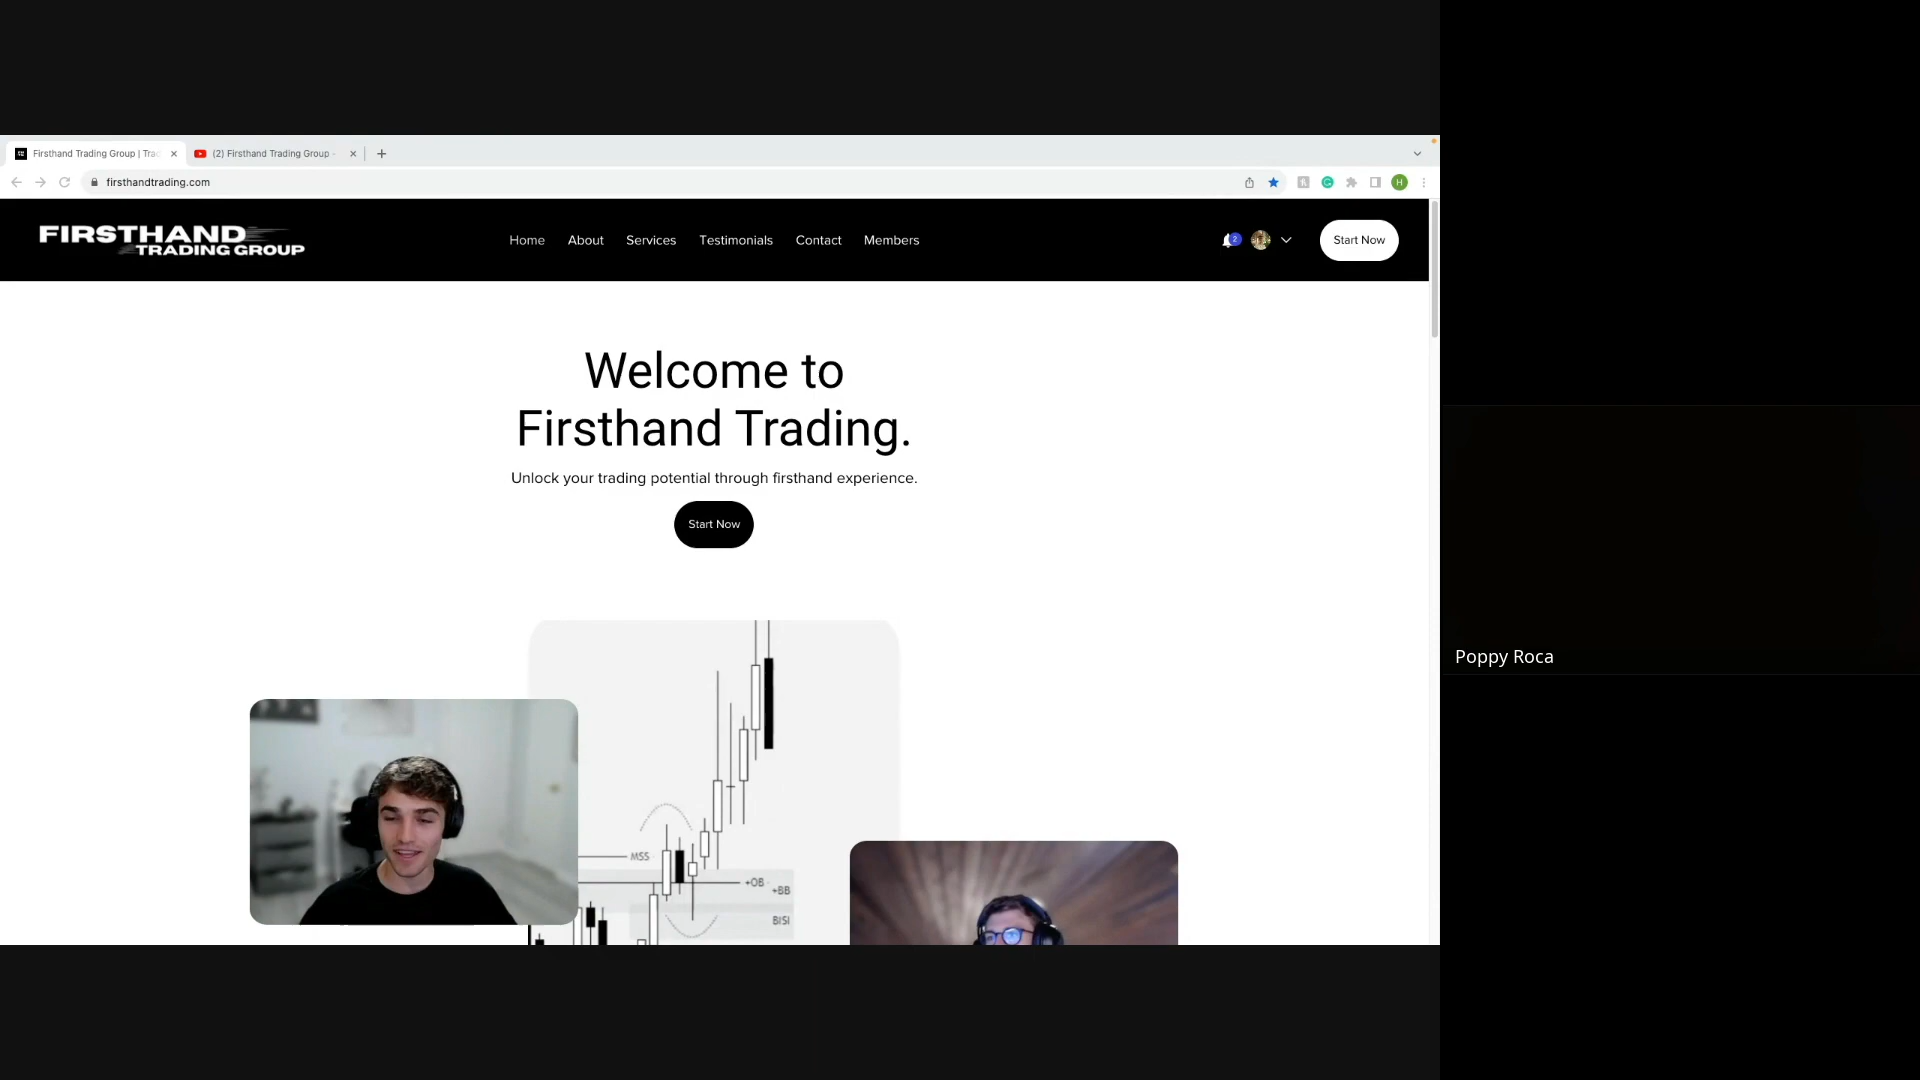 Firsthand Trading Group | Trad
(2) Firsthand Trading Group -
firsthandtrading.com
H
FIRSTHAND
TRADING GROUP
Home
About
Services
Testimonials
Contact
Members
2
Start Now
Welcome to
Firsthand Trading.
Unlock your trading potential through firsthand experience.
Start Now
MSS
+OB
+BB
BISI
Poppy Roca